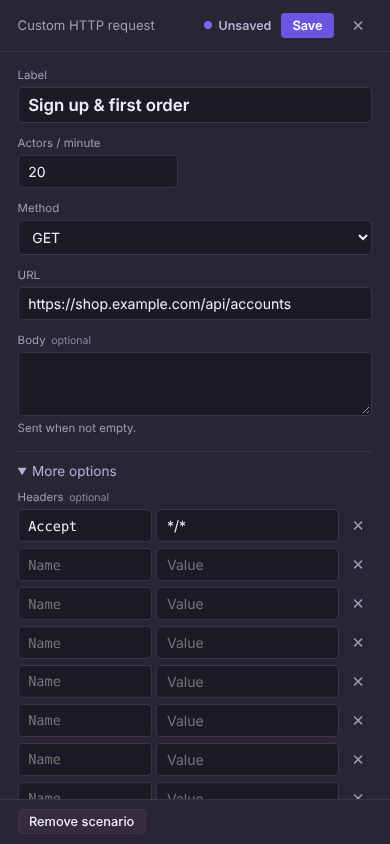 Custom HTTP request
Unsaved
Save
Label
Sign up & first order
Actors / minute
20
Method
GET
URL
https://shop.example.com/api/accounts
Body optional
Sent when not empty.
▼ More options
Headers optional
Accept */* ✕
Name Value ✕
Name Value ✕
Name Value ✕
Name Value ✕
Name Value ✕
Name Value ✕
Name Value ✕
Remove scenario